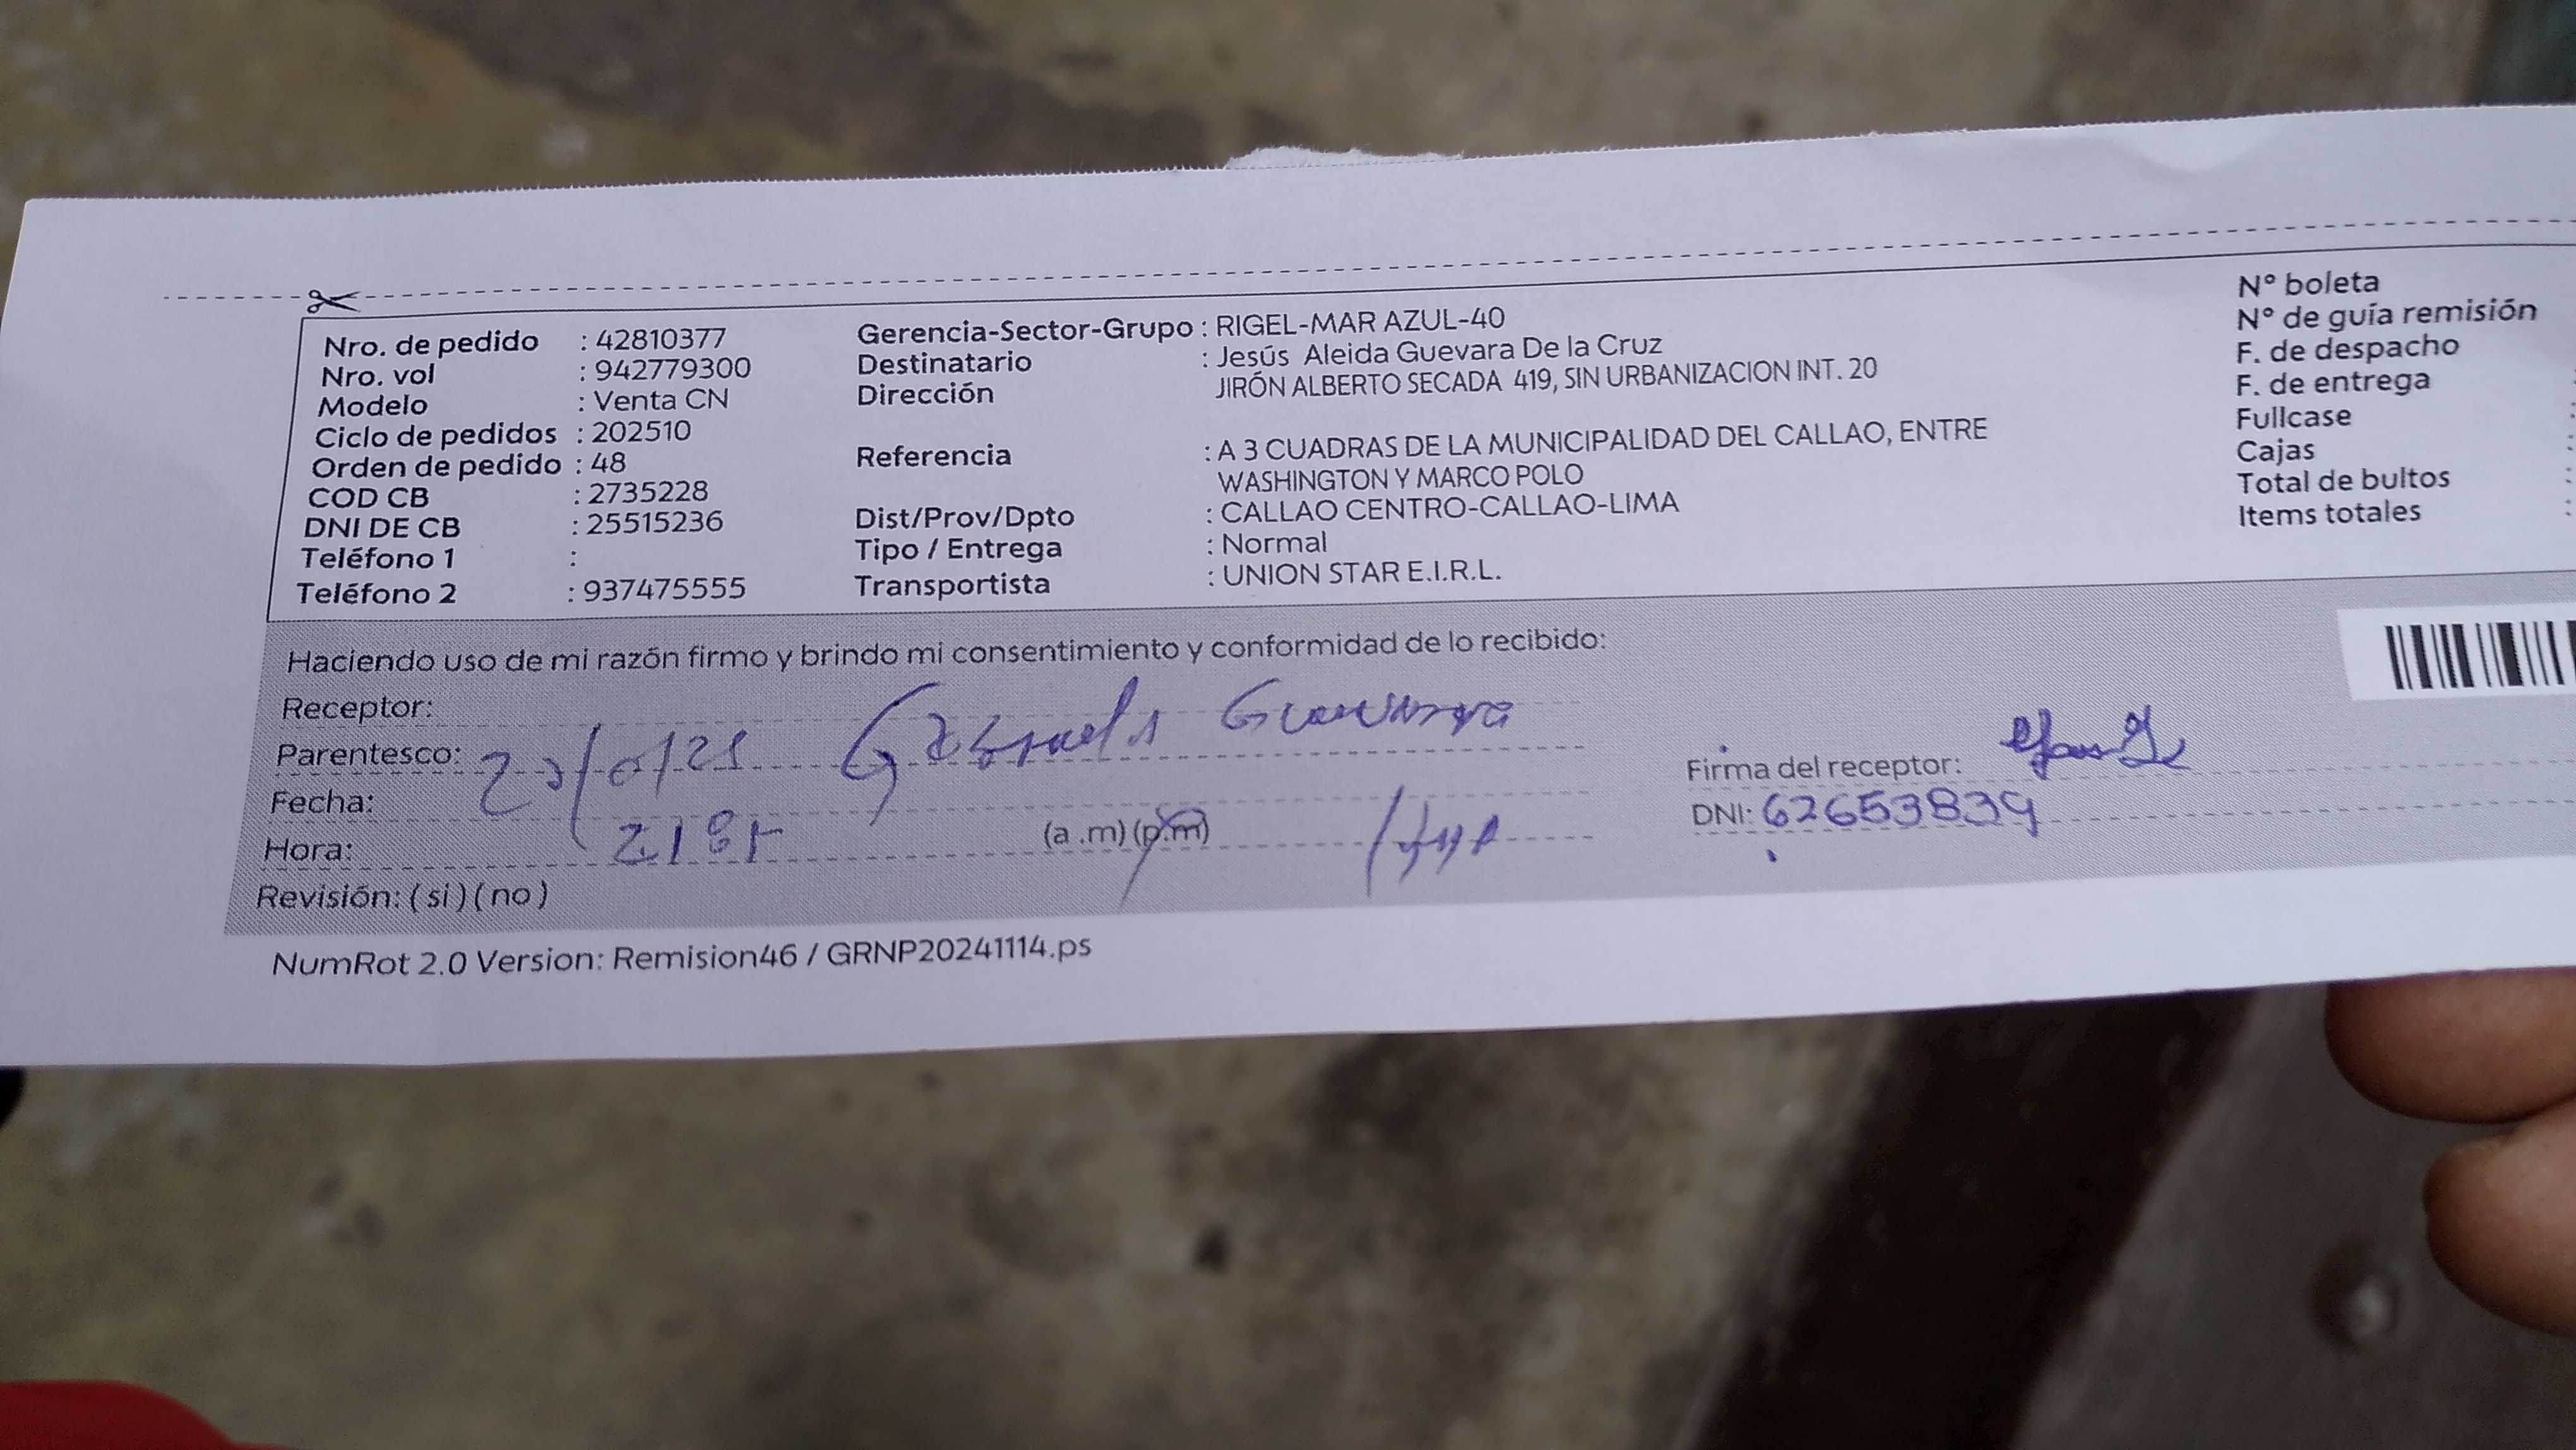 Nro. de pedido : 42810377
Nro. vol : 942779300
Modelo : Venta CN
Ciclo de pedidos : 202510
Orden de pedido : 48
COD CB : 2735228
DNI DE CB : 25515236
Teléfono 1 :
Teléfono 2 : 937475555
Gerencia-Sector-Grupo : RIGEL-MAR AZUL-40
Destinatario : Jesús Aleida Guevara De la Cruz
Dirección JIRÓN ALBERTO SECADA 419, SIN URBANIZACION INT. 20
Referencia : A 3 CUADRAS DE LA MUNICIPALIDAD DEL CALLAO, ENTRE
WASHINGTON Y MARCO POLO
Dist/Prov/Dpto : CALLAO CENTRO-CALLAO-LIMA
Tipo / Entrega : Normal
Transportista : UNION STAR E.I.R.L.
N° boleta
N° de guía remisión
F. de despacho
F. de entrega
Fullcase
Cajas
Total de bultos
Items totales
Haciendo uso de mi razón firmo y brindo mi consentimiento y conformidad de lo recibido:
Receptor:
Parentesco:
Fecha:
Hora: (a .m) (p.m)
Revisión: ( si ) ( no )
Firma del receptor:
DNI: 62653839
NumRot 2.0 Version: Remision46 / GRNP20241114.ps